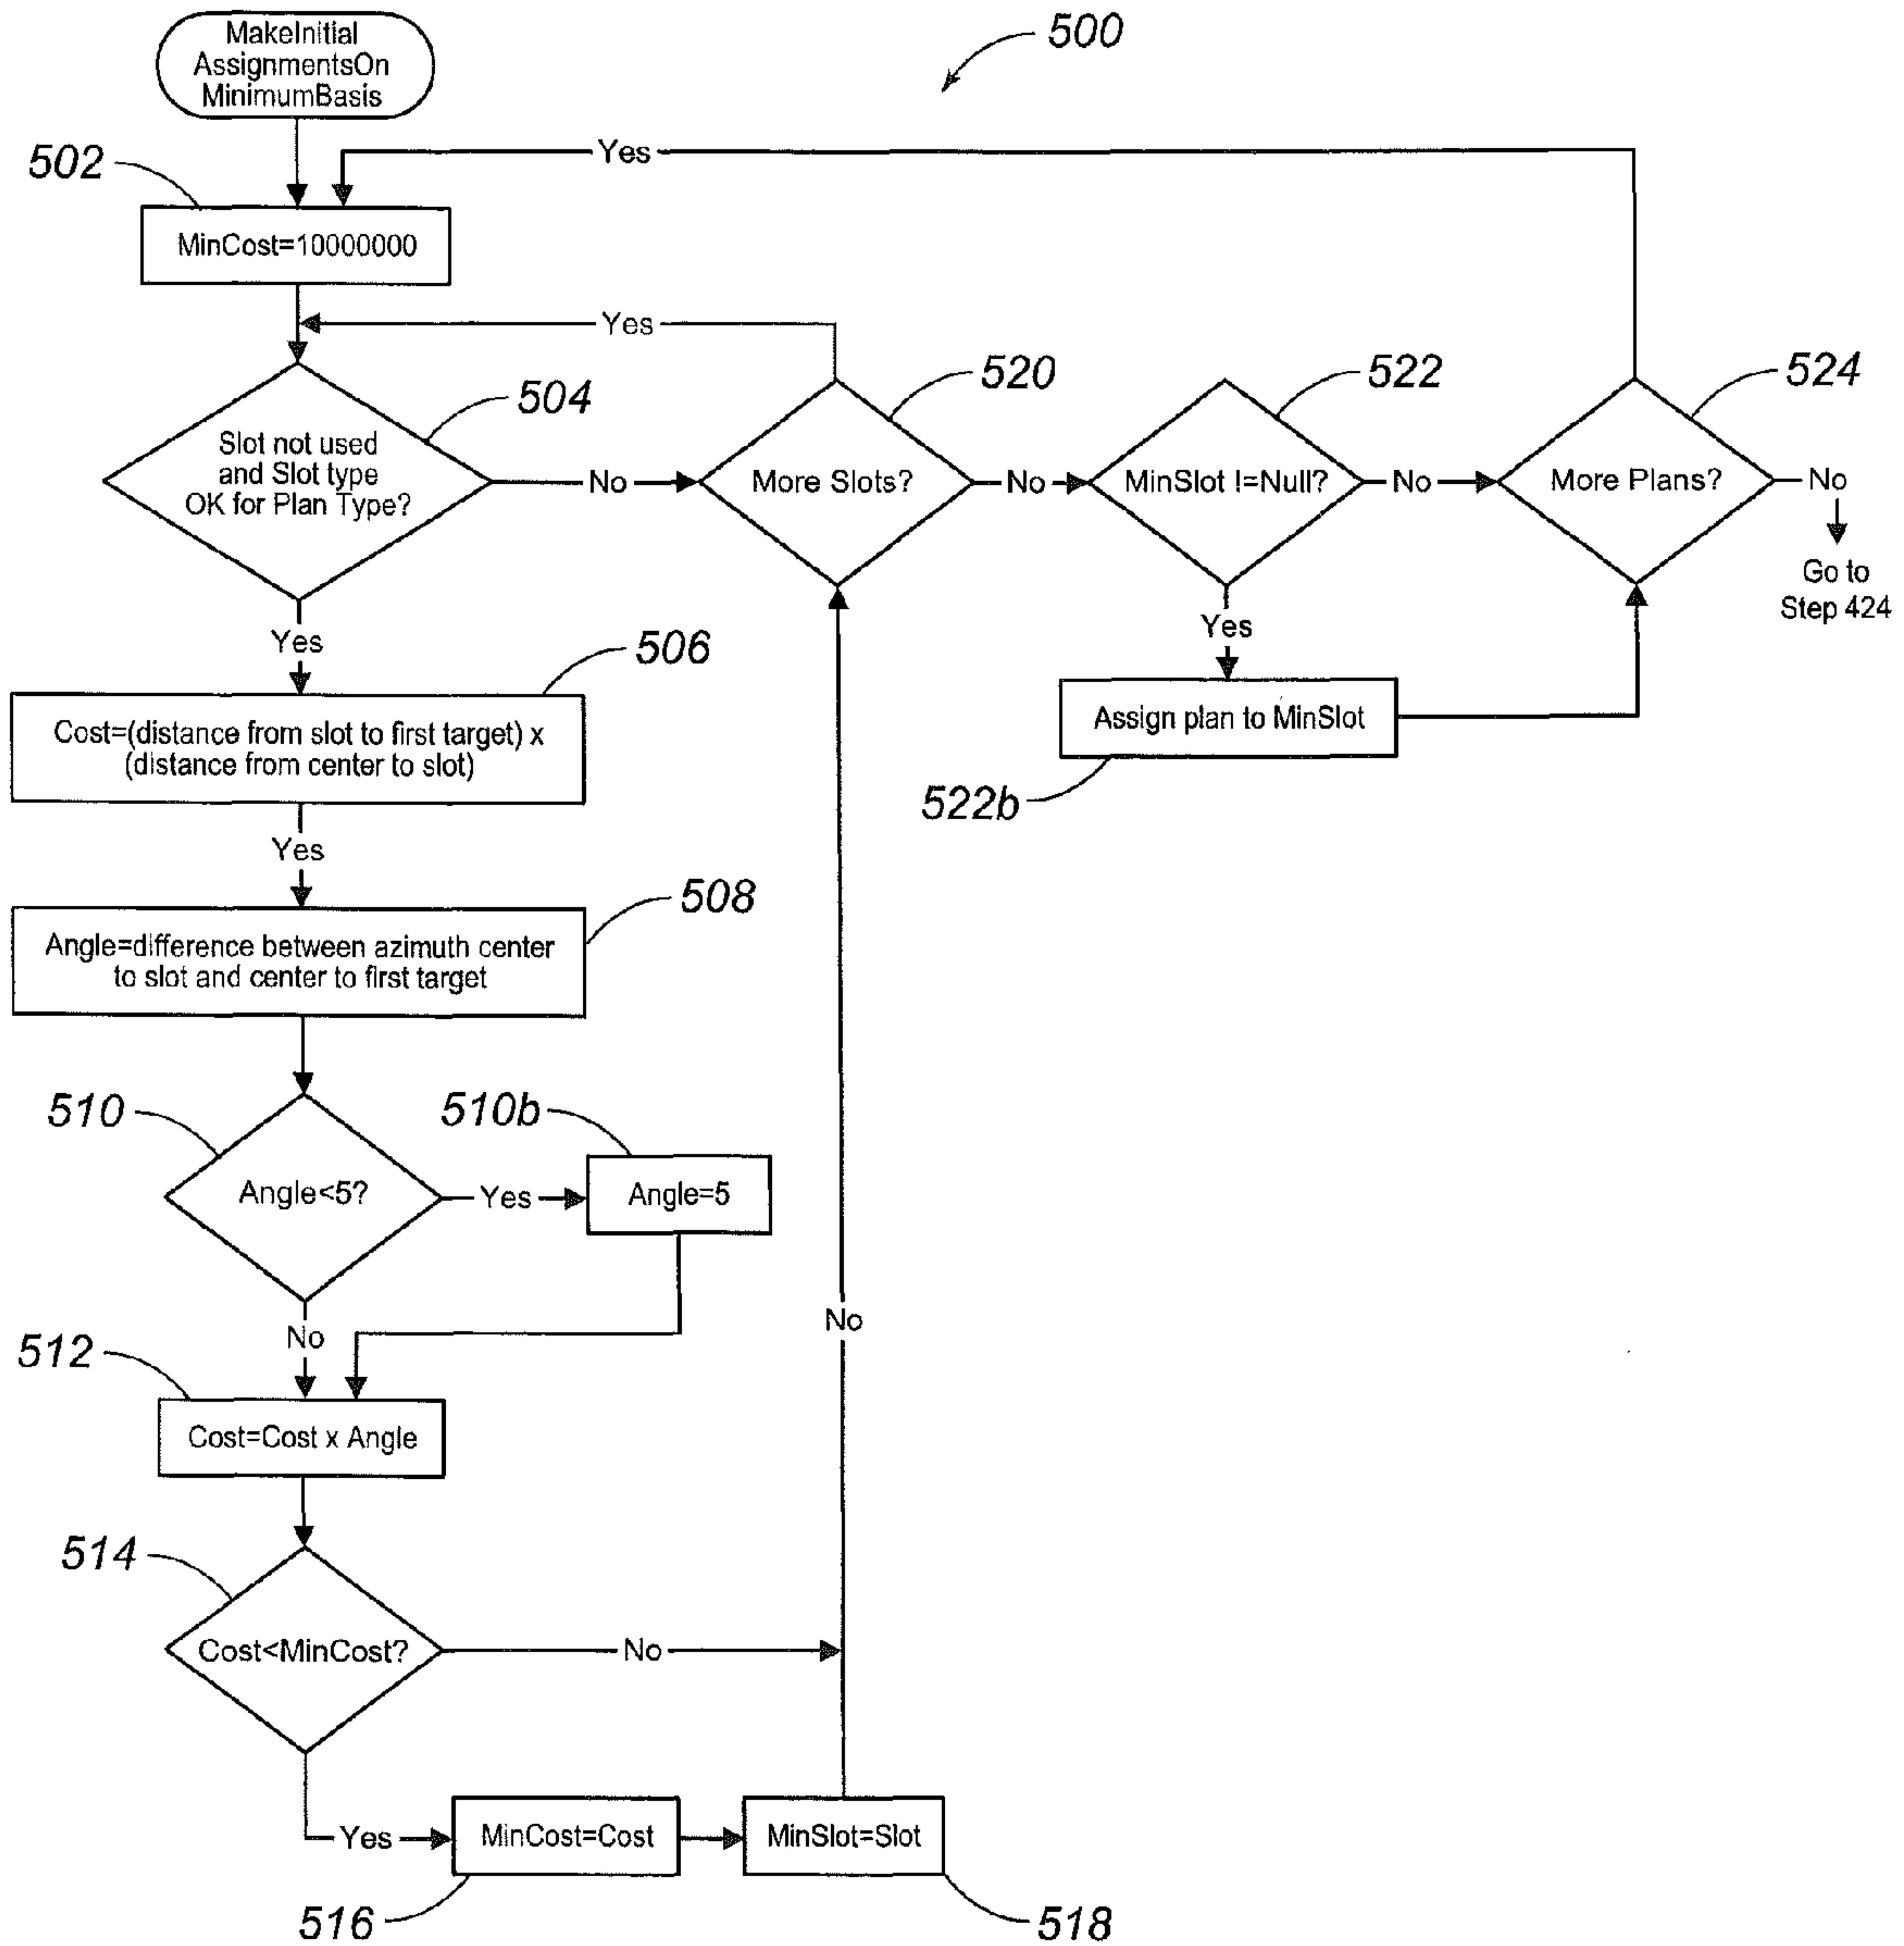 MakeInitial
AssignmentsOn
MinimumBasis
500
Yes
502
MinCost=10000000
Yes
504
520
522
524
Slot not used
and Slot type
OK for Plan Type?
No
More Slots?
No
MinSlot !=Null?
No
More Plans?
No
Go to
Step 424
Yes
Yes
506
Cost=(distance from slot to first target) x
(distance from center to slot)
Assign plan to MinSlot
522b
Yes
508
Angle=difference between azimuth center
to slot and center to first target
510
510b
Angle<5?
Yes
Angle=5
No
No
512
Cost=Cost x Angle
514
Cost<MinCost?
No
Yes
MinCost=Cost
MinSlot=Slot
516
518